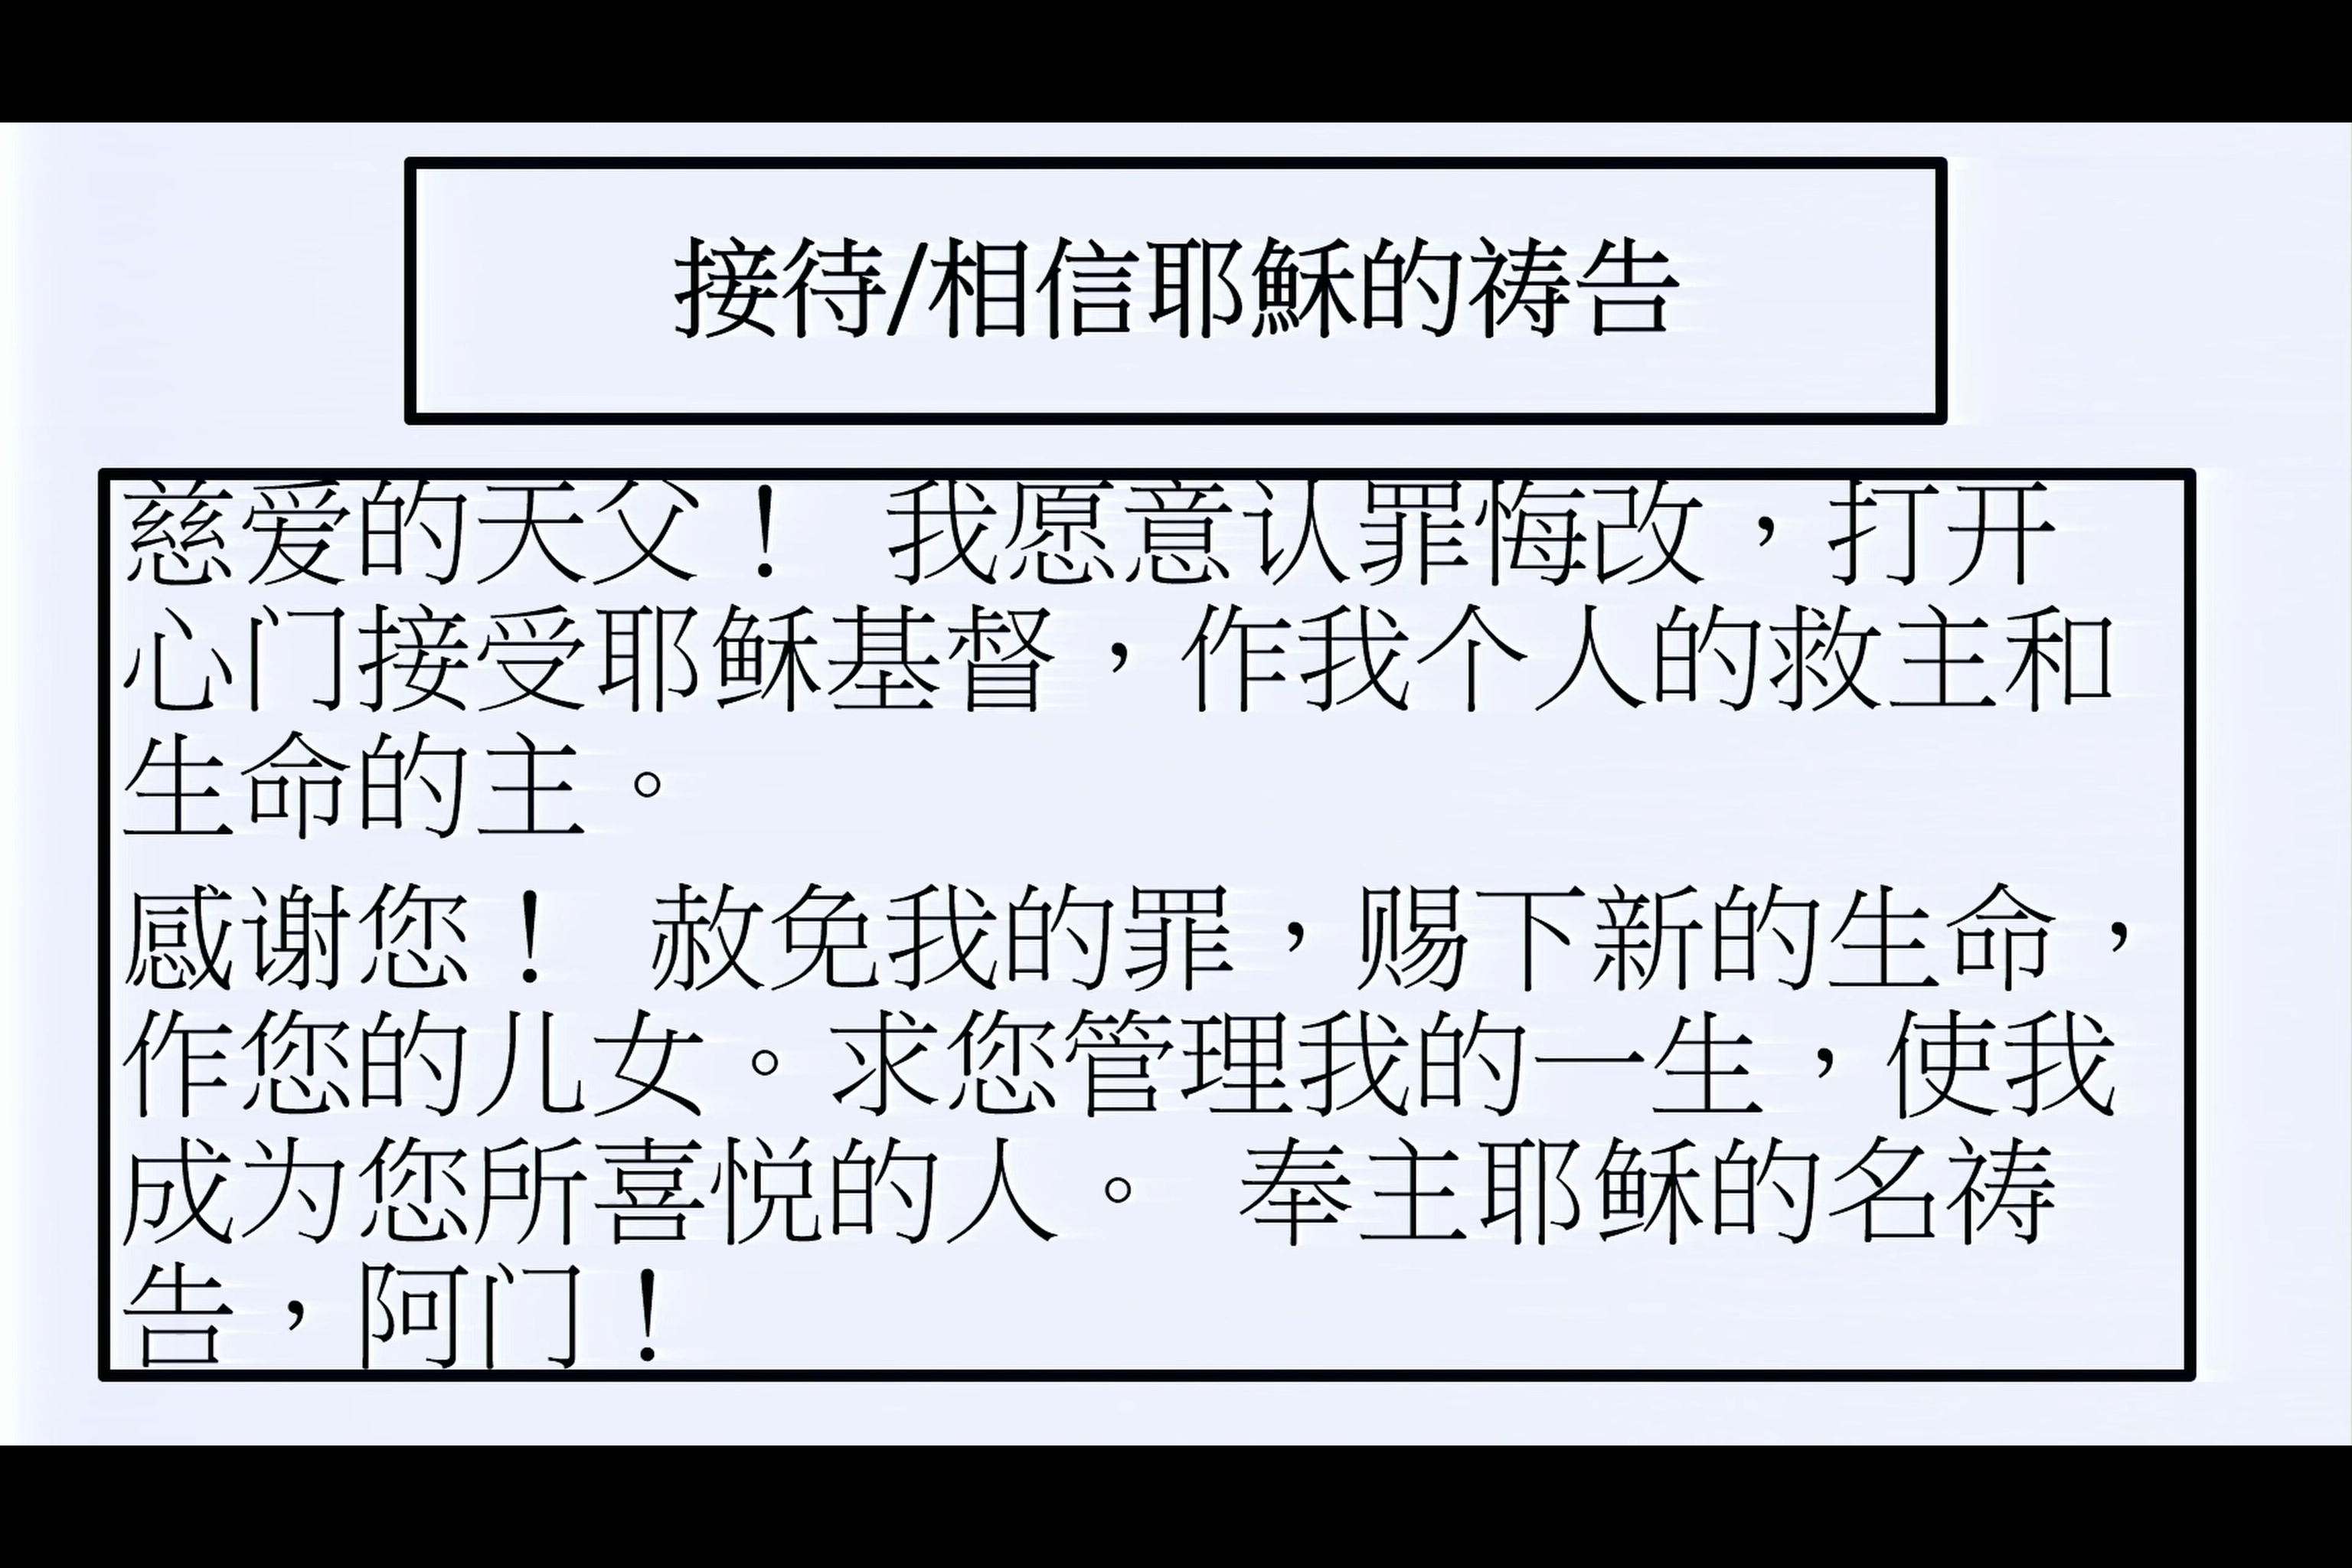 接待/相信耶穌的祷告
慈爱的天父！ 我愿意认罪悔改，打开
心门接受耶稣基督，作我个人的救主和
生命的主。
感谢您！ 赦免我的罪，赐下新的生命，
作您的儿女。求您管理我的一生，使我
成为您所喜悦的人。 奉主耶稣的名祷
告，阿门！